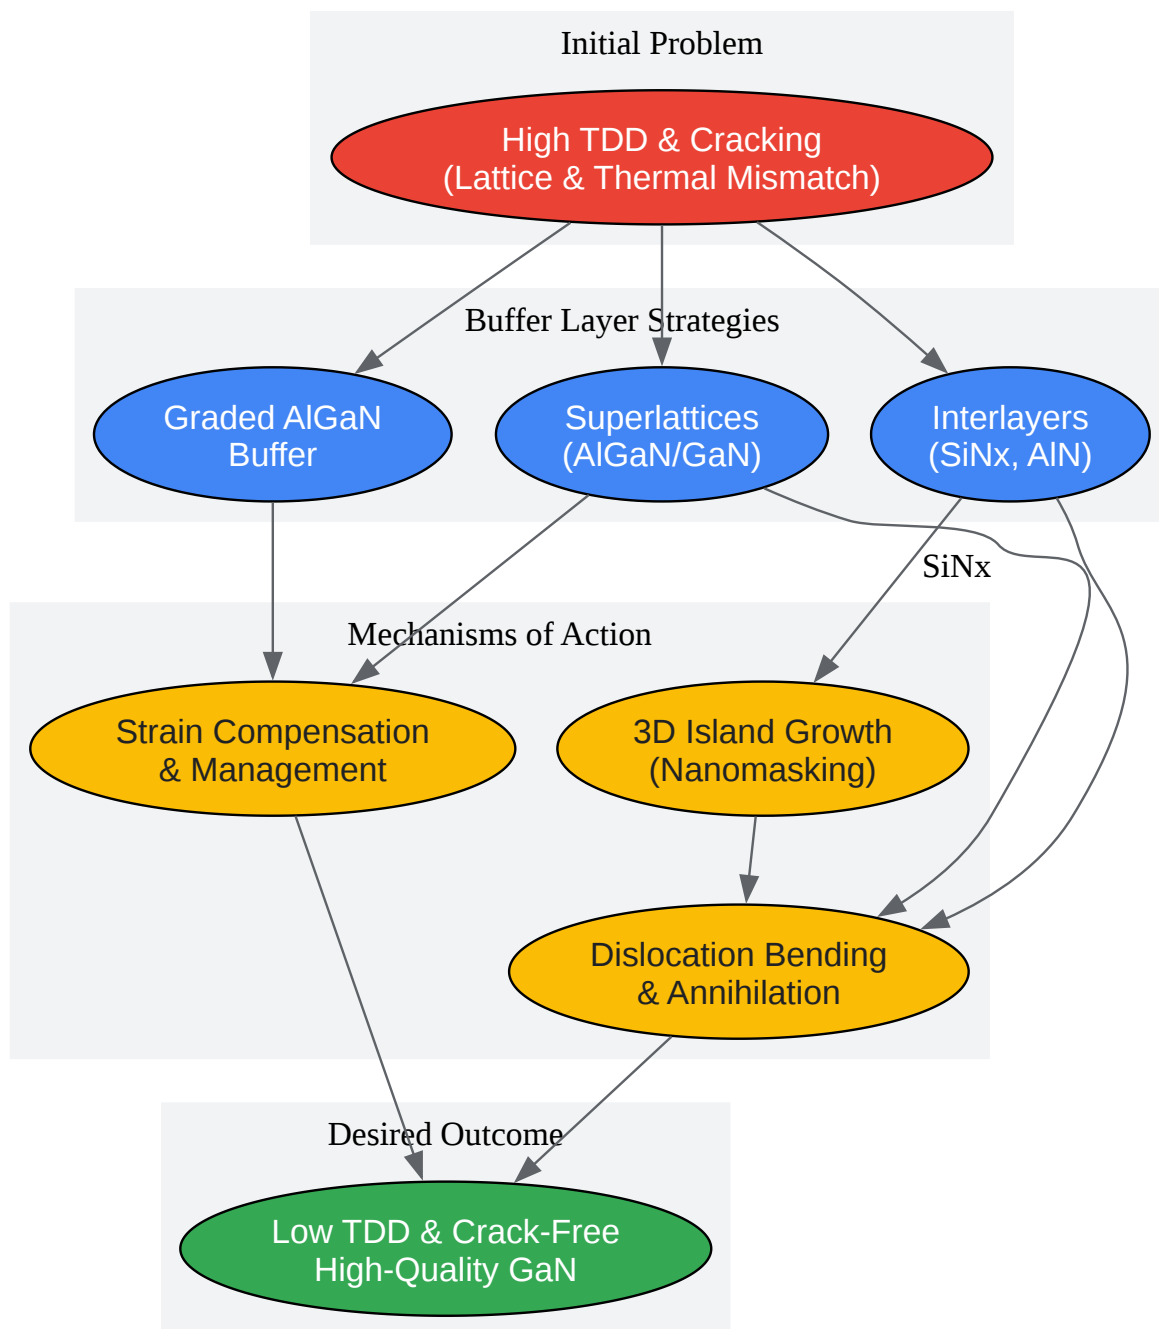 Initial Problem
High TDD & Cracking
(Lattice & Thermal Mismatch)
Buffer Layer Strategies
Graded AlGaN
Buffer
Superlattices
(AlGaN/GaN)
Interlayers
(SiNx, AlN)
SiNx
Mechanisms of Action
Strain Compensation
& Management
3D Island Growth
(Nanomasking)
Dislocation Bending
& Annihilation
Desired Outcome
Low TDD & Crack-Free
High-Quality GaN